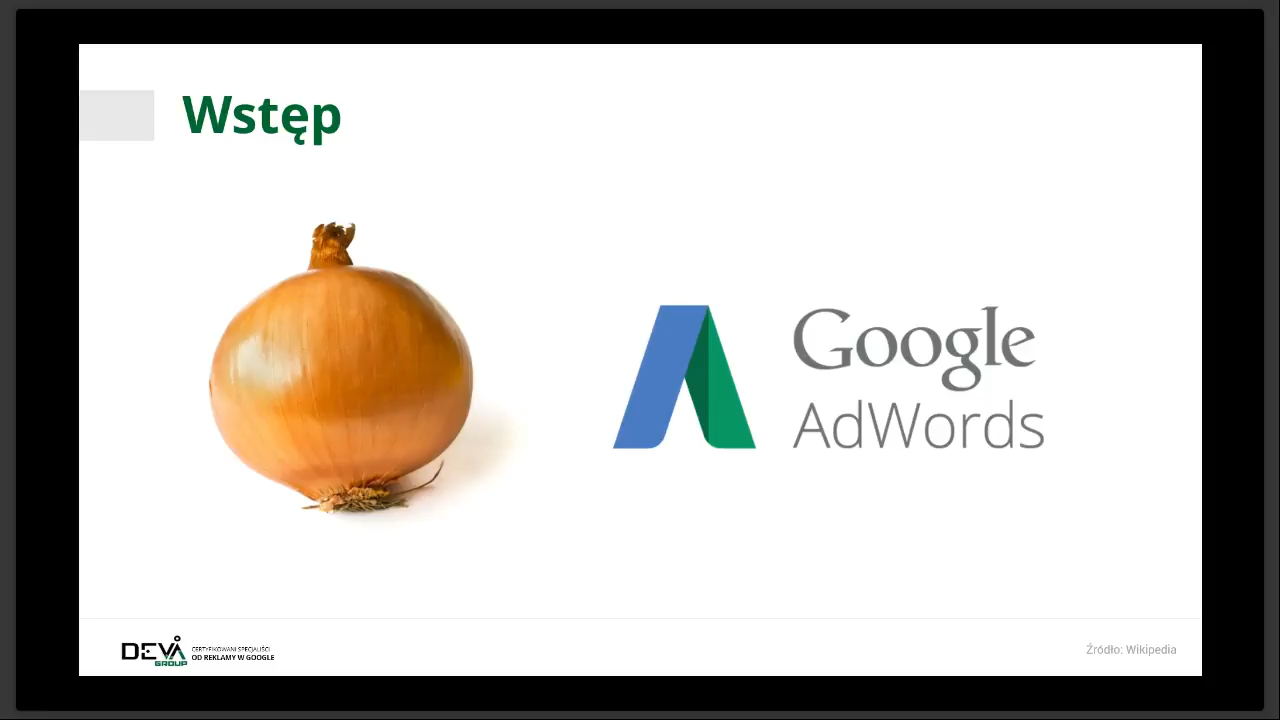 Wstęp
Google
AdWords
DEVA
GROUP
CERTYFIKOWANI SPECJALIŚCI
OD REKLAMY W GOOGLE
Źródło: Wikipedia